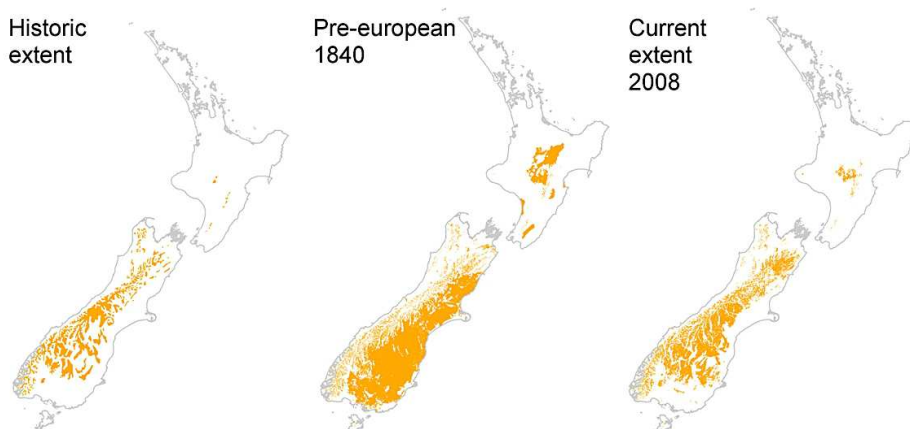 Historic
extent
Pre-european
1840
Current
extent
2008